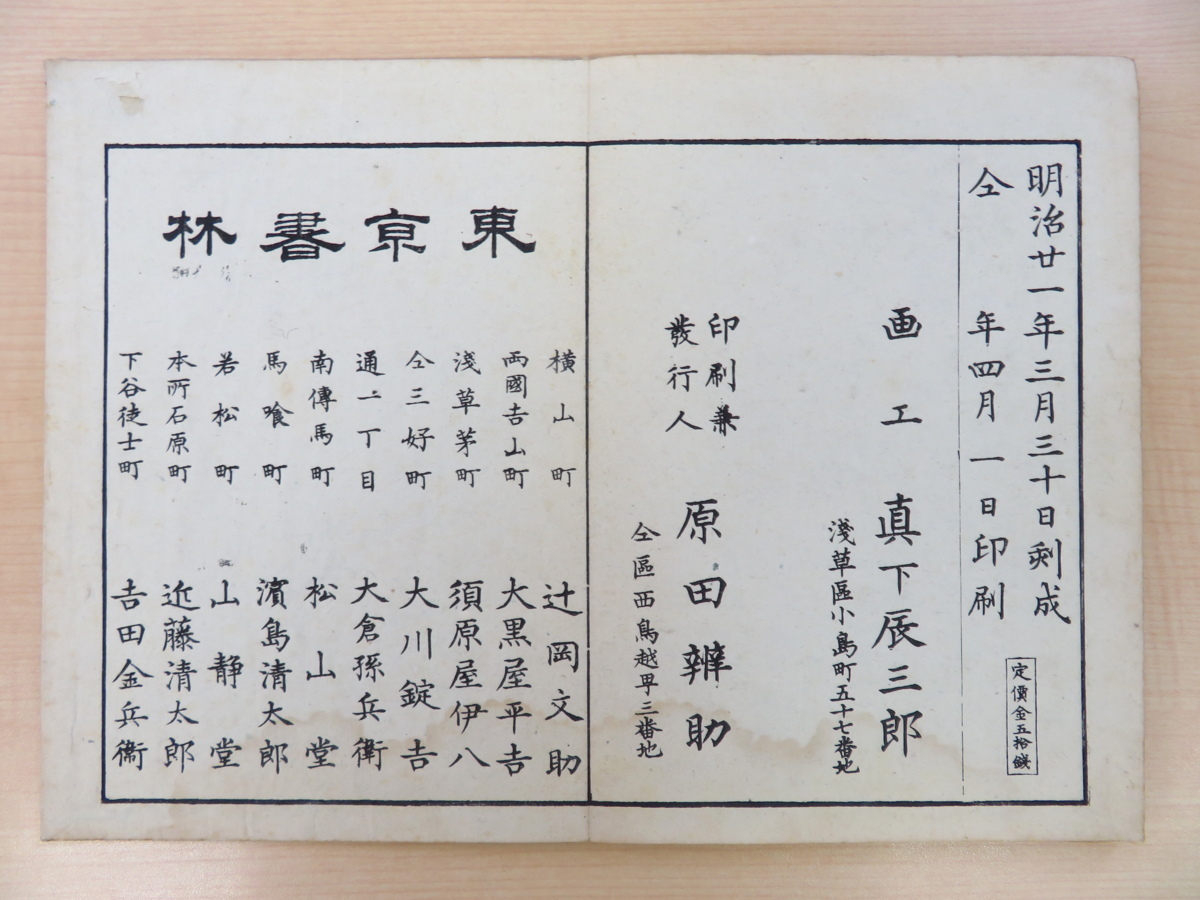 明治廿一年三月三十日刻成
仝年四月一日印刷
定價金五拾錢
画工 真下辰三郎
淺草區小島町五十七番地
印刷兼
發行人
原田辨助
仝區西鳥越町三番地
東京書林
横山町 辻岡文助
両國吉山町 大黒屋平吉
淺草茅町 須原屋伊八
仝三好町 大川錠吉
通一丁目 大倉孫兵衛
南傳馬町 松山堂
馬喰町 濱島清太郎
若松町 山静堂
本所石原町 近藤清太郎
下谷徒士町 吉田金兵衛